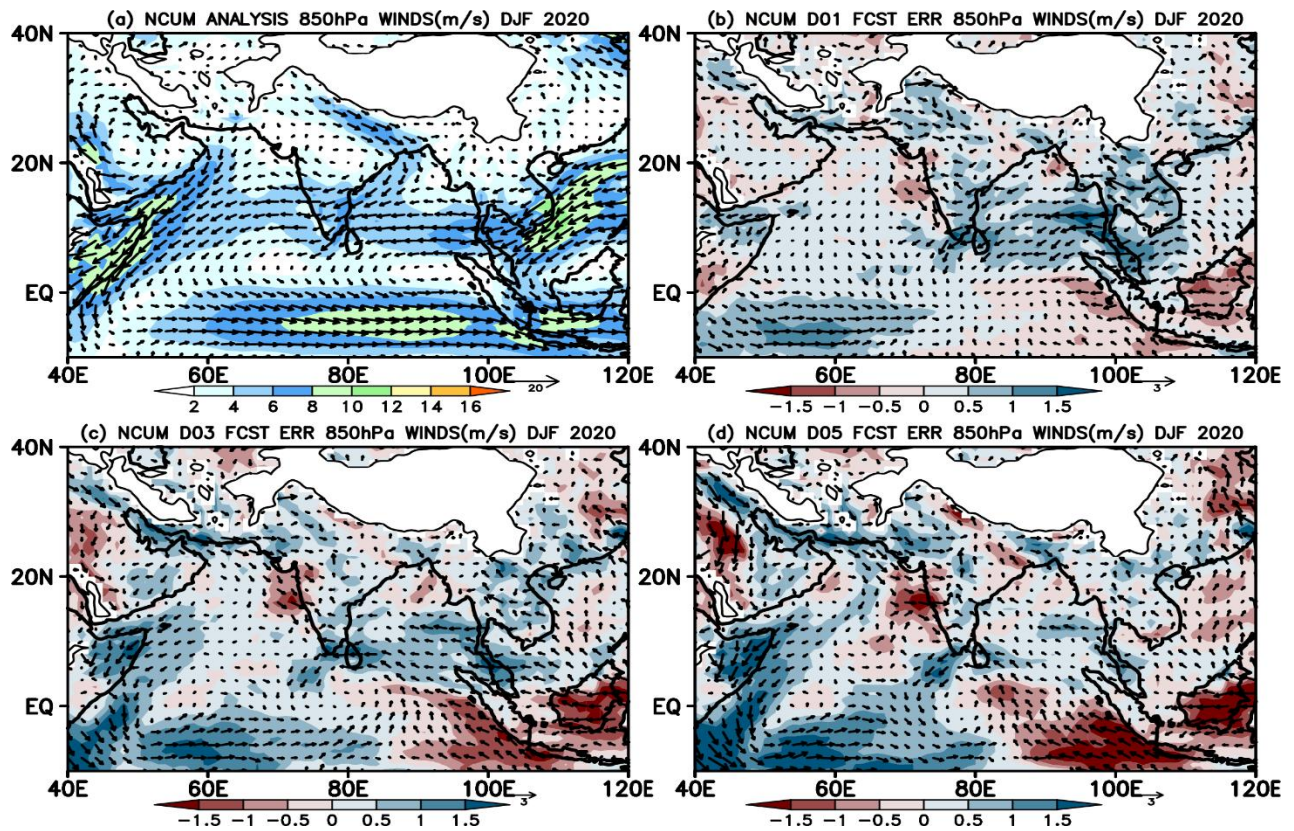 (a) NCUM ANALYSIS 850hPa WINDS(m/s) DJF 2020
40N
20N
EQ
40E 60E 80E 100E 120E
20
2 4 6 8 10 12 14 16
(b) NCUM D01 FCST ERR 850hPa WINDS(m/s) DJF 2020
40N
20N
EQ
40E 60E 80E 100E 120E
3
−1.5 −1 −0.5 0 0.5 1 1.5
(c) NCUM D03 FCST ERR 850hPa WINDS(m/s) DJF 2020
40N
20N
EQ
40E 60E 80E 100E 120E
3
−1.5 −1 −0.5 0 0.5 1 1.5
(d) NCUM D05 FCST ERR 850hPa WINDS(m/s) DJF 2020
40N
20N
EQ
40E 60E 80E 100E 120E
3
−1.5 −1 −0.5 0 0.5 1 1.5